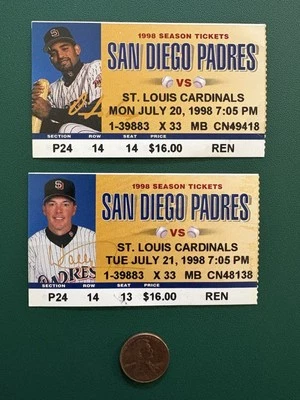 1998 SEASON TICKETS
SAN DIEGO PADRES
VS
ST. LOUIS CARDINALS
MON JULY 20, 1998 7:05 PM
1-39883 X 33 MB CN49418
SECTION ROW SEAT PRICE
P24 14 14 $16.00 REN
1998 SEASON TICKETS
SAN DIEGO PADRES
VS
ST. LOUIS CARDINALS
TUE JULY 21, 1998 7:05 PM
1-39883 X 33 MB CN48138
PADRES
SECTION ROW SEAT PRICE
P24 14 13 $16.00 REN